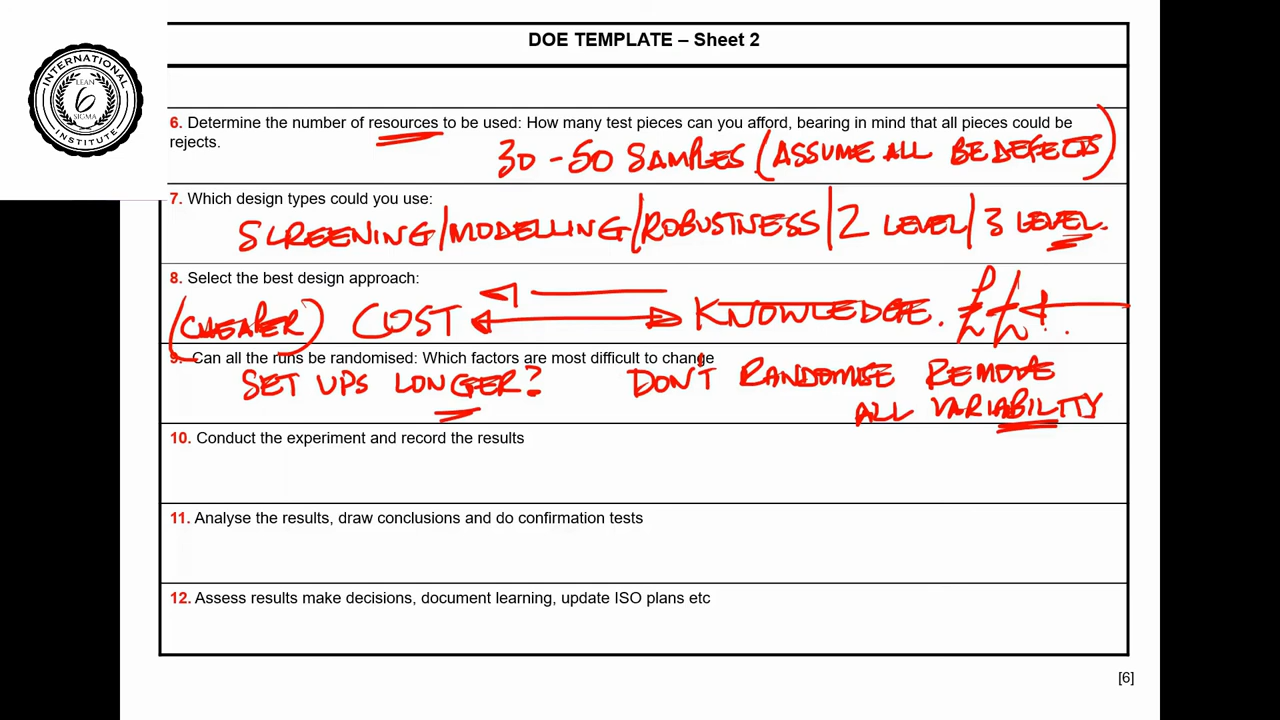 INTERNATIONAL
LEAN
6
SIGMA
INSTITUTE
DOE TEMPLATE – Sheet 2
6. Determine the number of resources to be used: How many test pieces can you afford, bearing in mind that all pieces could be
rejects.
30 - 50 SAMPLES (ASSUME ALL BE DEFECTS)
7. Which design types could you use:
SCREENING/MODELLING/ROBUSTNESS/2 LEVEL/3 LEVEL.
8. Select the best design approach:
(CHEAPER) COST KNOWLEDGE. ££+.
9. Can all the runs be randomised: Which factors are most difficult to change
SET UPS LONGER? DON'T RANDOMISE REMOVE
ALL VARIABILITY
10. Conduct the experiment and record the results
11. Analyse the results, draw conclusions and do confirmation tests
12. Assess results make decisions, document learning, update ISO plans etc
[6]